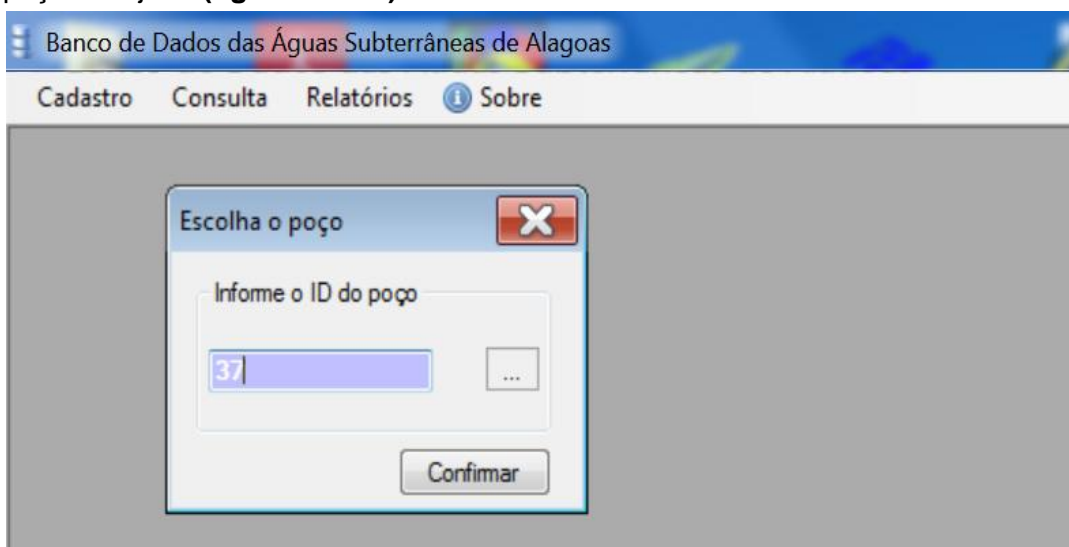 Banco de Dados das Águas Subterrâneas de Alagoas
Cadastro Consulta Relatórios Sobre
Escolha o poço
Informe o ID do poço
37
...
Confirmar